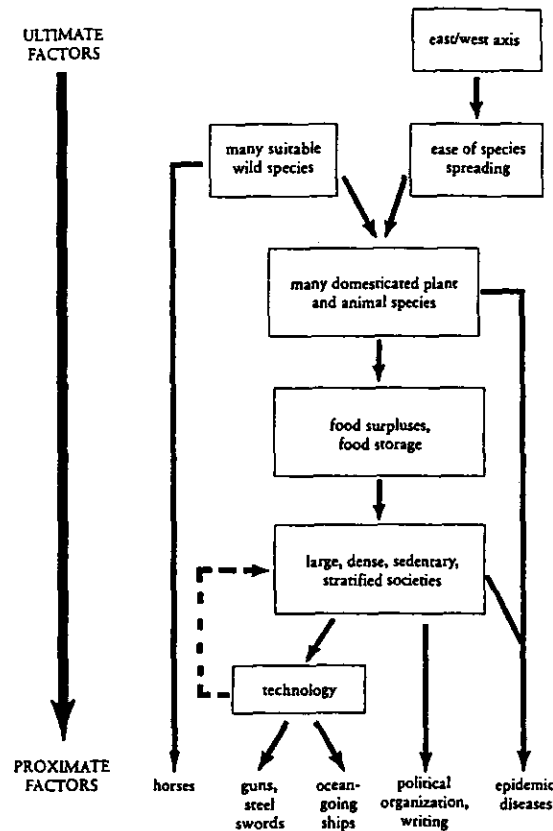 ULTIMATE
FACTORS
east/west axis
many suitable
wild species
ease of species
spreading
many domesticated plant
and animal species
food surpluses,
food storage
large, dense, sedentary,
stratified societies
technology
PROXIMATE
FACTORS
horses
guns,
steel
swords
ocean-
going
ships
political
organization,
writing
epidemic
diseases